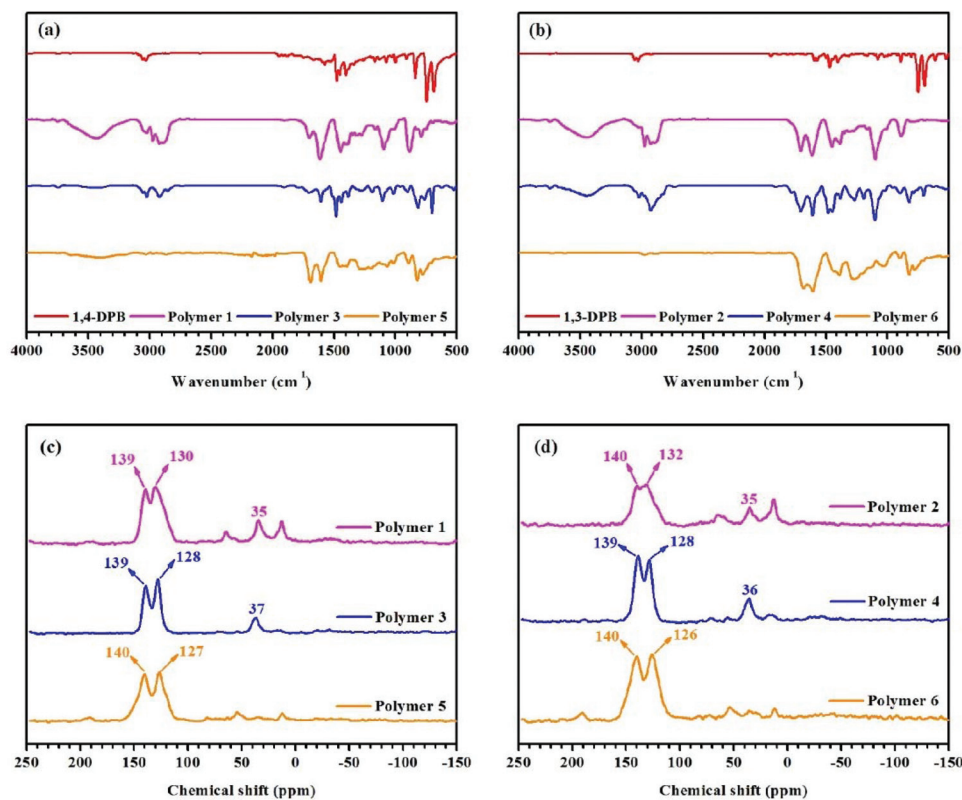 (a)
1,4-DPB Polymer 1 Polymer 3 Polymer 5
4000 3500 3000 2500 2000 1500 1000 500
Wavenumber (cm⁻¹)
(b)
1,3-DPB Polymer 2 Polymer 4 Polymer 6
4000 3500 3000 2500 2000 1500 1000 500
Wavenumber (cm⁻¹)
(c)
139 130
35
Polymer 1
139 128
37
Polymer 3
140 127
Polymer 5
250 200 150 100 50 0 -50 -100 -150
Chemical shift (ppm)
(d)
140 132
35
Polymer 2
139 128
36
Polymer 4
140 126
Polymer 6
250 200 150 100 50 0 -50 -100 -150
Chemical shift (ppm)